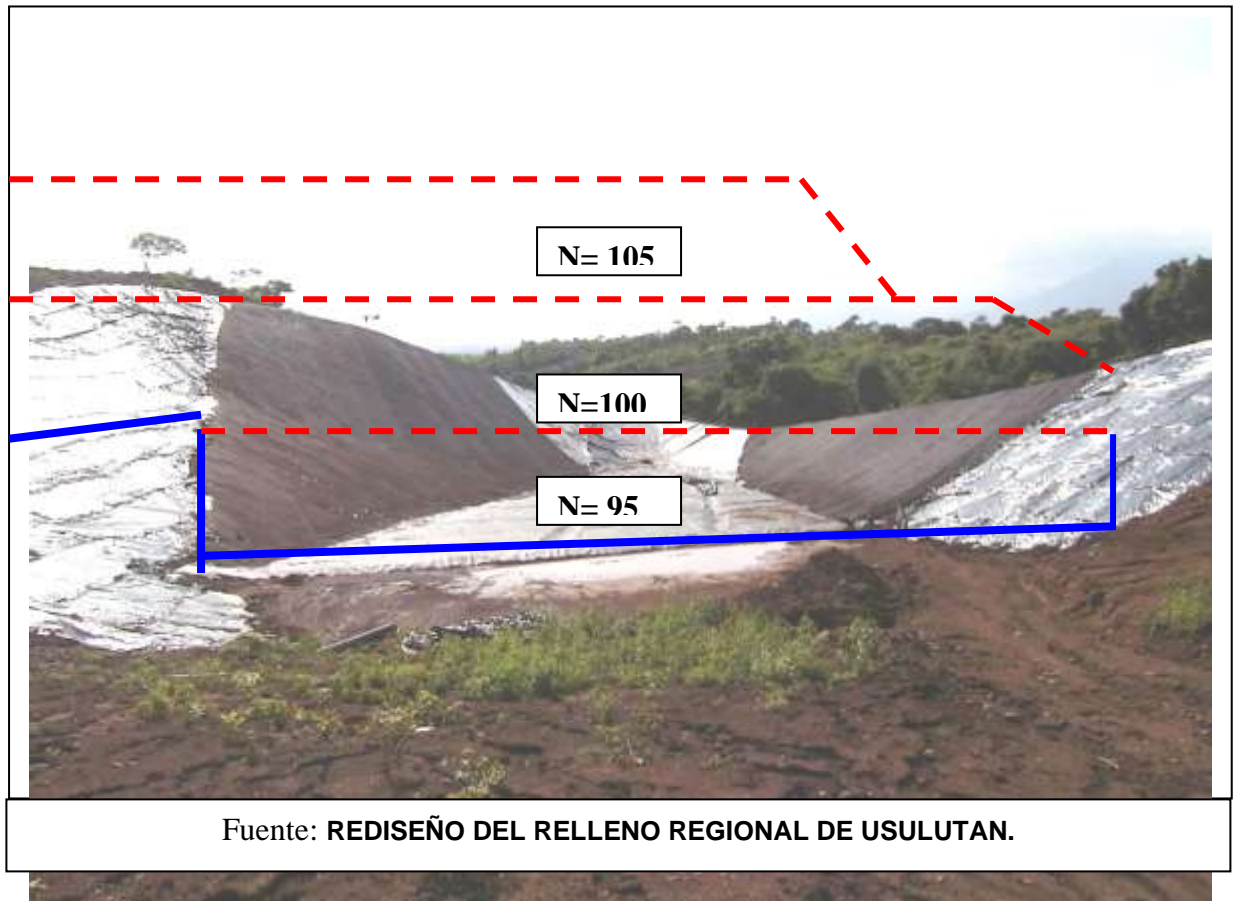 N= 105
N=100
N= 95
Fuente: REDISEÑO DEL RELLENO REGIONAL DE USULUTAN.